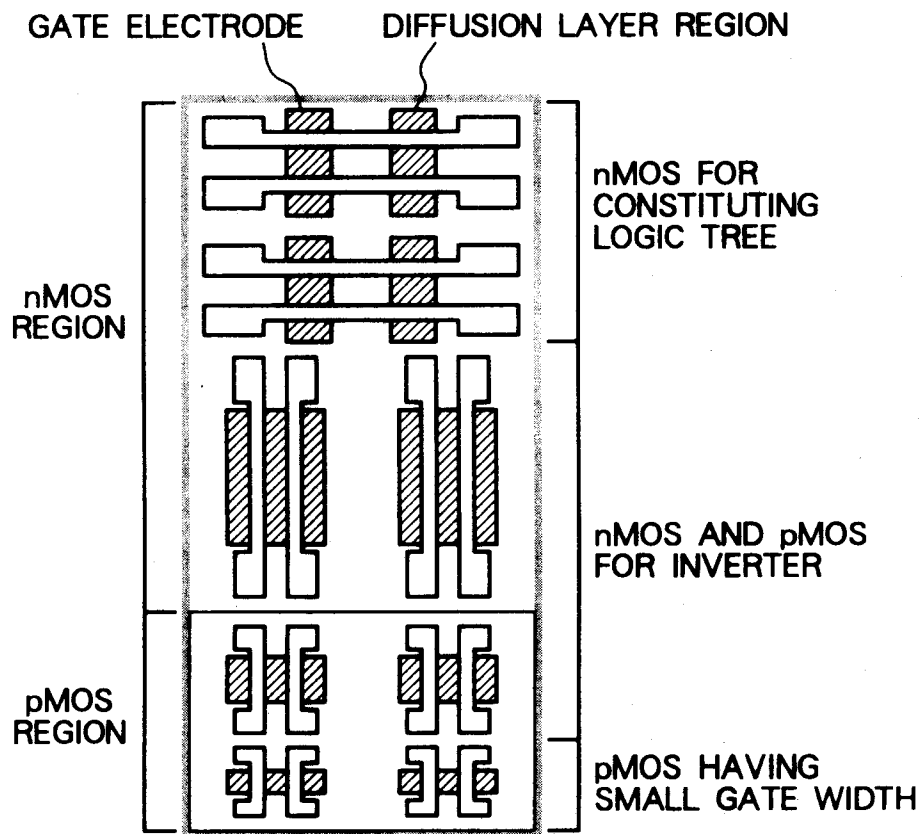 GATE ELECTRODE
DIFFUSION LAYER REGION
nMOS FOR
CONSTITUTING
LOGIC TREE
nMOS
REGION
nMOS AND pMOS
FOR INVERTER
pMOS
REGION
pMOS HAVING
SMALL GATE WIDTH